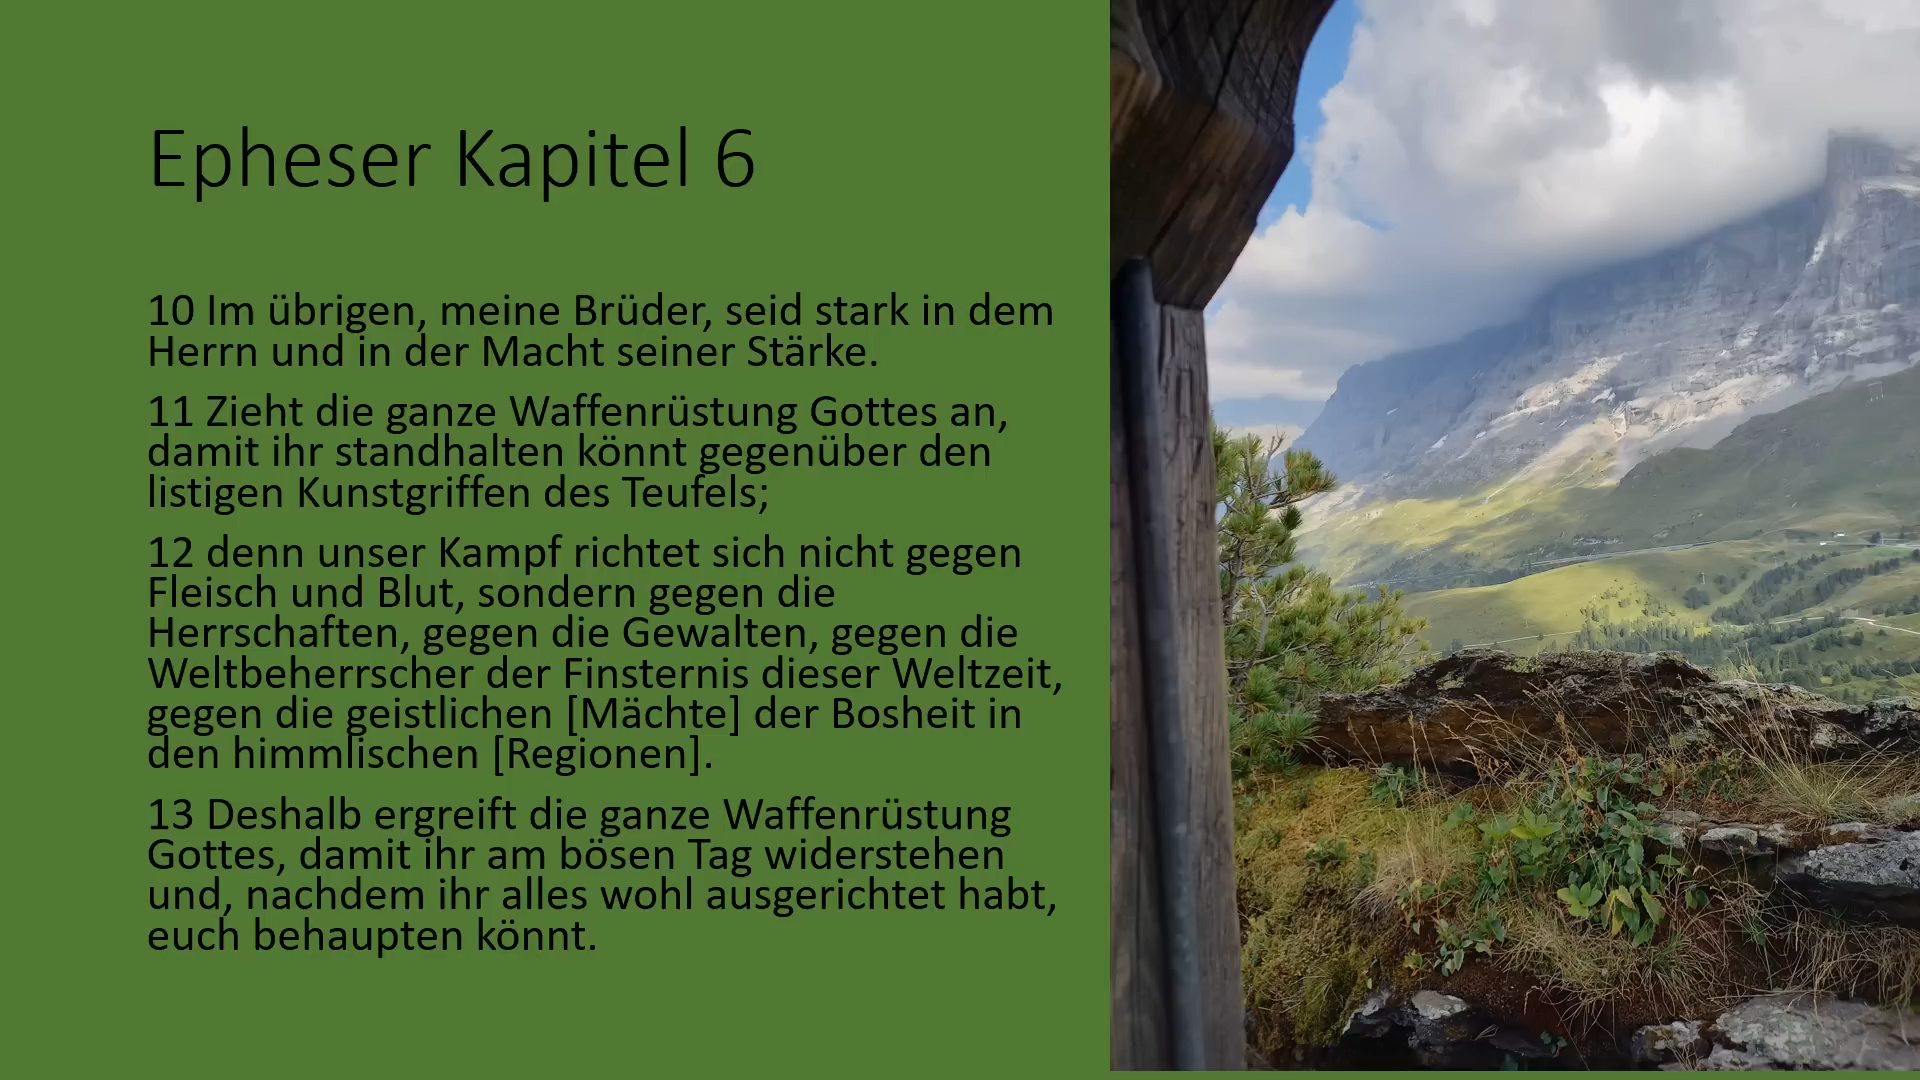 Epheser Kapitel 6
10 Im übrigen, meine Brüder, seid stark in dem
Herrn und in der Macht seiner Stärke.
11 Zieht die ganze Waffenrüstung Gottes an,
damit ihr standhalten könnt gegenüber den
listigen Kunstgriffen des Teufels;
12 denn unser Kampf richtet sich nicht gegen
Fleisch und Blut, sondern gegen die
Herrschaften, gegen die Gewalten, gegen die
Weltbeherrscher der Finsternis dieser Weltzeit,
gegen die geistlichen [Mächte] der Bosheit in
den himmlischen [Regionen].
13 Deshalb ergreift die ganze Waffenrüstung
Gottes, damit ihr am bösen Tag widerstehen
und, nachdem ihr alles wohl ausgerichtet habt,
euch behaupten könnt.